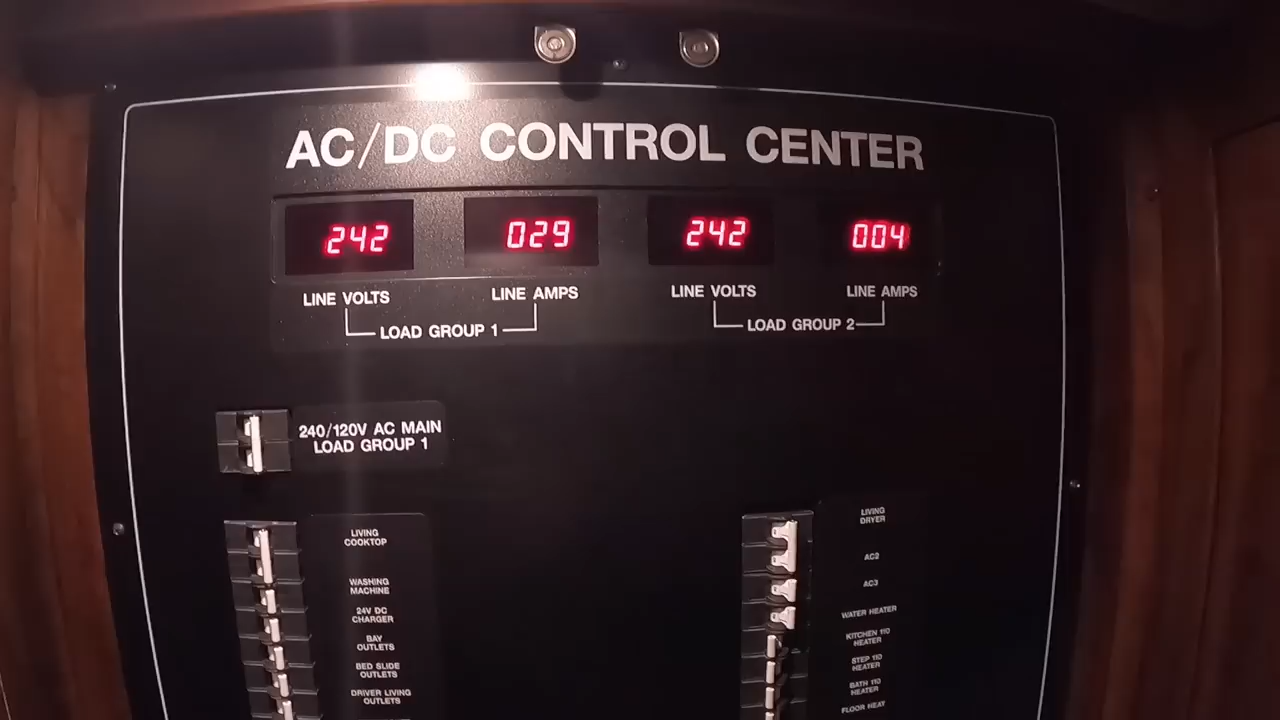 AC/DC CONTROL CENTER
242 029 242 004
LINE VOLTS LINE AMPS LINE VOLTS LINE AMPS
LOAD GROUP 1 LOAD GROUP 2
240/120V AC MAIN
LOAD GROUP 1
LIVING
COOKTOP
WASHING
MACHINE
24V DC
CHARGER
BAY
OUTLETS
BED SLIDE
OUTLETS
DRIVER LIVING
OUTLETS
LIVING
DRYER
AC2
AC3
WATER HEATER
KITCHEN 110
HEATER
STEP 110
HEATER
BATH 110
HEATER
FLOOR HEAT